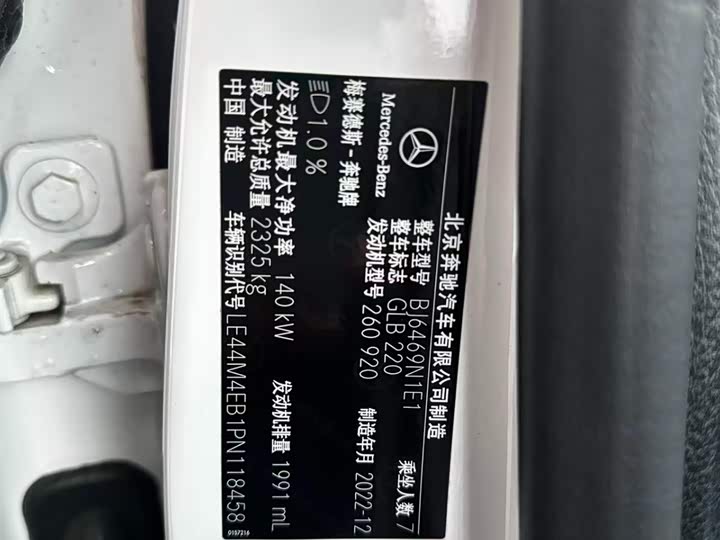 北京奔驰汽车有限公司制造
Mercedes-Benz
整车型号 BJ6469N1E1 乘坐人数 7
整车标志 GLB 220
梅赛德斯-奔驰牌 发动机型号 260 920 制造年月 2022-12
1.0 %
发动机最大净功率 140 kW 发动机排量 1991 mL
最大允许总质量 2325 kg
中国 制造 车辆识别代号 LE44M4EB1PN118458
0157216